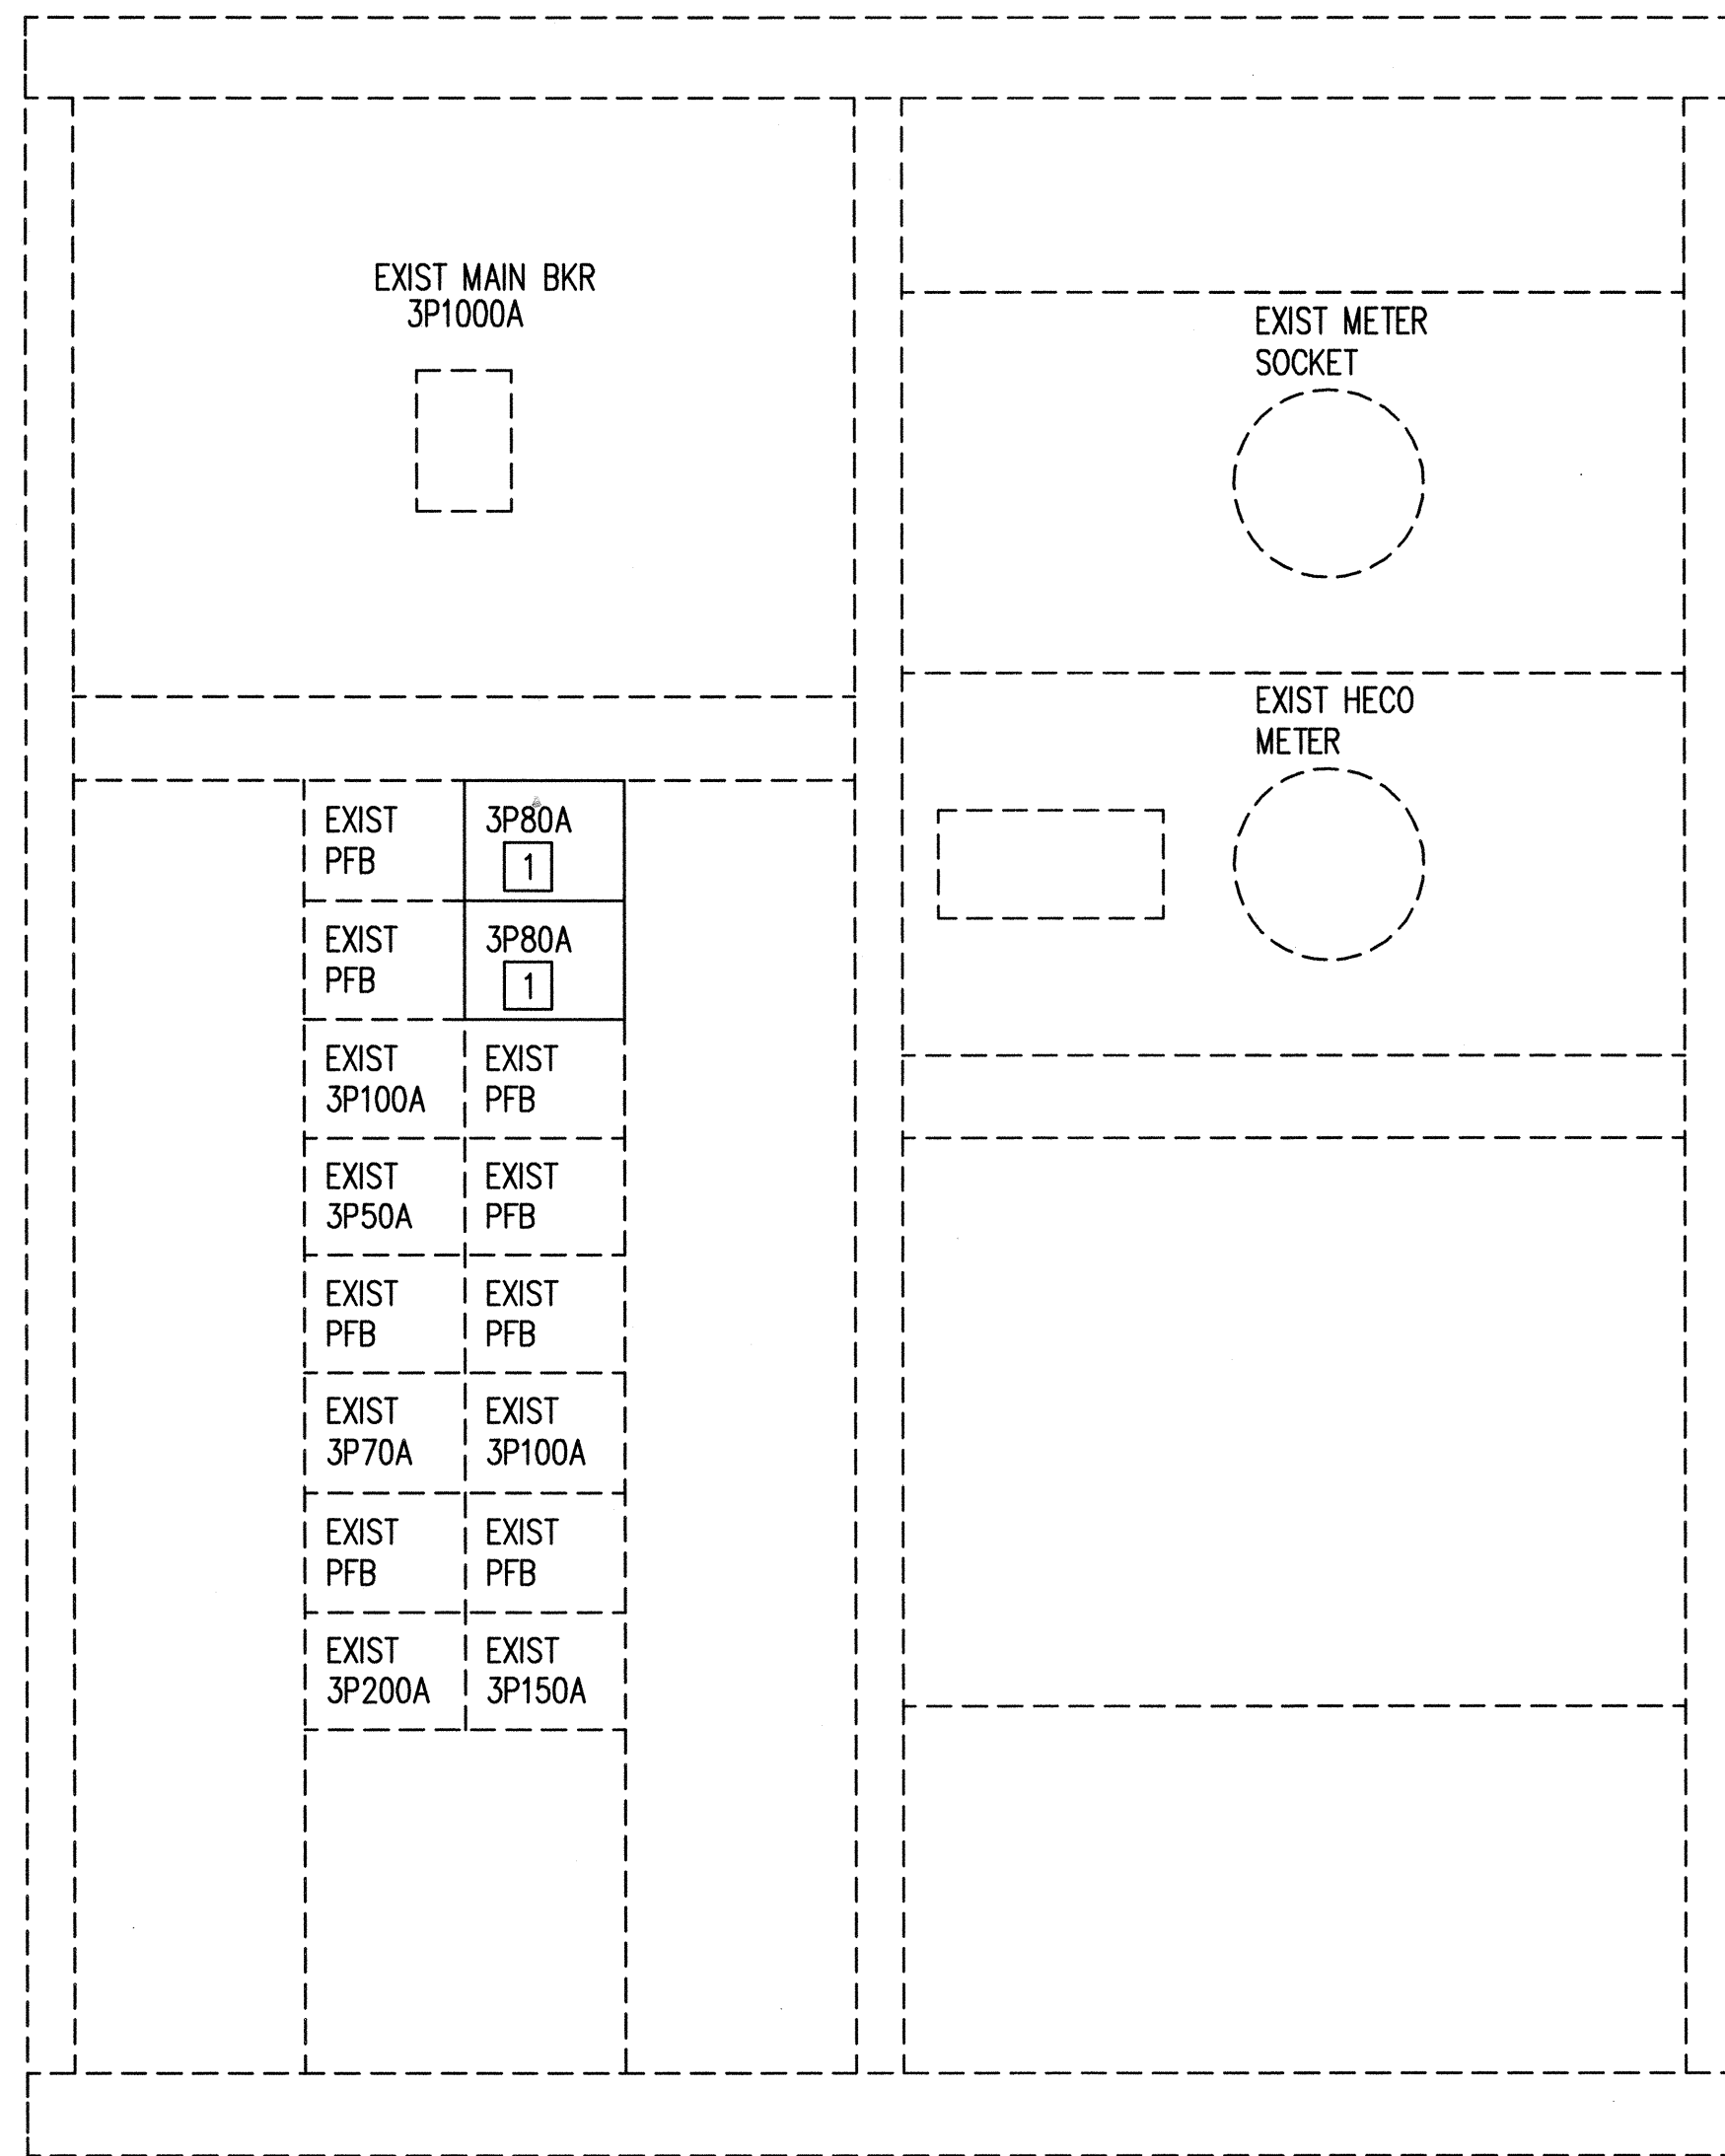 EXIST MAIN BKR
3P1000A
EXIST
PFB
3P80A
1
EXIST
PFB
3P80A
1
EXIST
3P100A
EXIST
PFB
EXIST
3P50A
EXIST
PFB
EXIST
PFB
EXIST
PFB
EXIST
3P70A
EXIST
3P100A
EXIST
PFB
EXIST
PFB
EXIST
3P200A
EXIST
3P150A
EXIST METER
SOCKET
EXIST HECO
METER